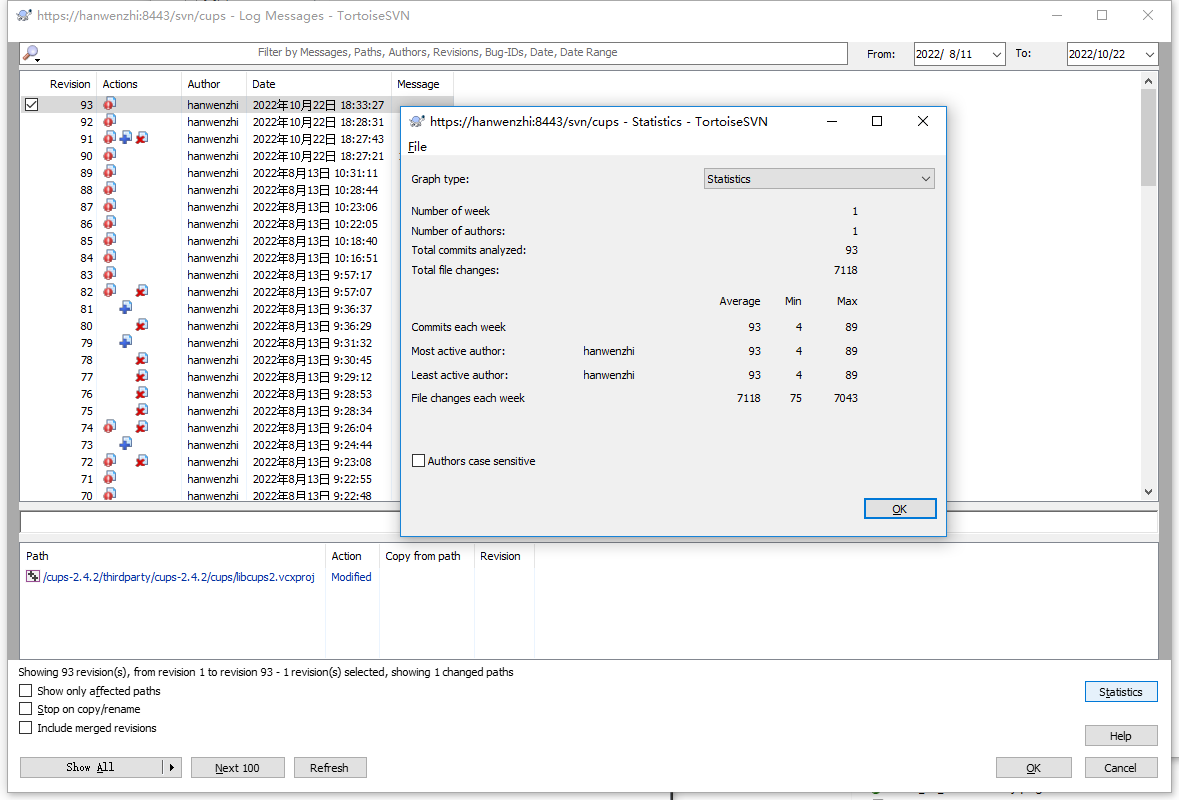 https://hanwenzhi:8443/svn/cups - Log Messages - TortoiseSVN
Filter by Messages, Paths, Authors, Revisions, Bug-IDs, Date, Date Range
From: 2022/ 8/11 To: 2022/10/22
Revision Actions Author Date Message
93 hanwenzhi 2022年10月22日 18:33:27
92 hanwenzhi 2022年10月22日 18:28:31
91 hanwenzhi 2022年10月22日 18:27:43
90 hanwenzhi 2022年10月22日 18:27:21
89 hanwenzhi 2022年8月13日 10:31:11
88 hanwenzhi 2022年8月13日 10:28:44
87 hanwenzhi 2022年8月13日 10:23:06
86 hanwenzhi 2022年8月13日 10:22:05
85 hanwenzhi 2022年8月13日 10:18:40
84 hanwenzhi 2022年8月13日 10:16:51
83 hanwenzhi 2022年8月13日 9:57:17
82 hanwenzhi 2022年8月13日 9:57:07
81 hanwenzhi 2022年8月13日 9:36:37
80 hanwenzhi 2022年8月13日 9:36:29
79 hanwenzhi 2022年8月13日 9:31:32
78 hanwenzhi 2022年8月13日 9:30:45
77 hanwenzhi 2022年8月13日 9:29:12
76 hanwenzhi 2022年8月13日 9:28:53
75 hanwenzhi 2022年8月13日 9:28:34
74 hanwenzhi 2022年8月13日 9:26:04
73 hanwenzhi 2022年8月13日 9:24:44
72 hanwenzhi 2022年8月13日 9:23:08
71 hanwenzhi 2022年8月13日 9:22:55
70 hanwenzhi 2022年8月13日 9:22:48
https://hanwenzhi:8443/svn/cups - Statistics - TortoiseSVN
File
Graph type: Statistics
Number of week 1
Number of authors: 1
Total commits analyzed: 93
Total file changes: 7118
Average Min Max
Commits each week 93 4 89
Most active author: hanwenzhi 93 4 89
Least active author: hanwenzhi 93 4 89
File changes each week 7118 75 7043
Authors case sensitive
OK
Path Action Copy from path Revision
/cups-2.4.2/thirdparty/cups-2.4.2/cups/libcups2.vcxproj Modified
Showing 93 revision(s), from revision 1 to revision 93 - 1 revision(s) selected, showing 1 changed paths
Show only affected paths
Statistics
Stop on copy/rename
Include merged revisions
Help
Show All Next 100 Refresh OK Cancel